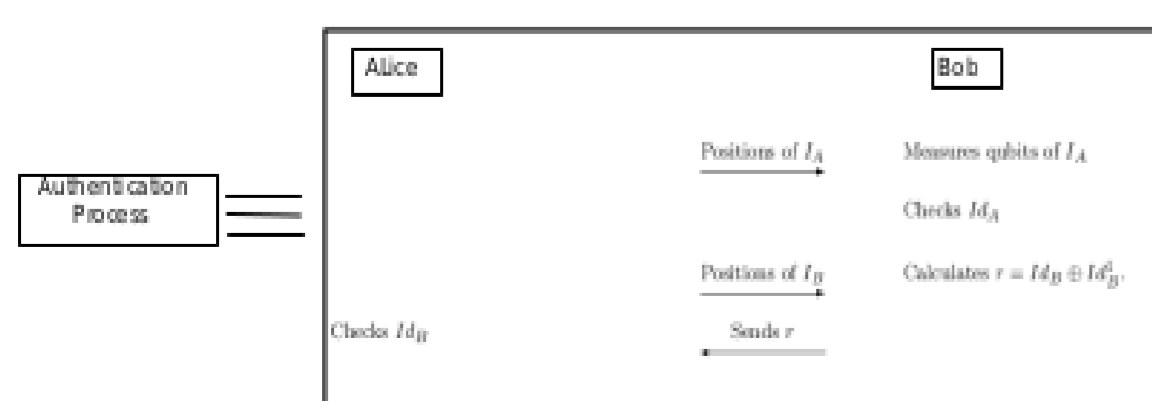 Alice
Bob
Positions of I_A
Measures qubits of I_A
Authentication
Process
Checks Id_A
Positions of I_B
Calculates r = Id_B ⊕ Id_B^1.
Checks Id_B
Sends r